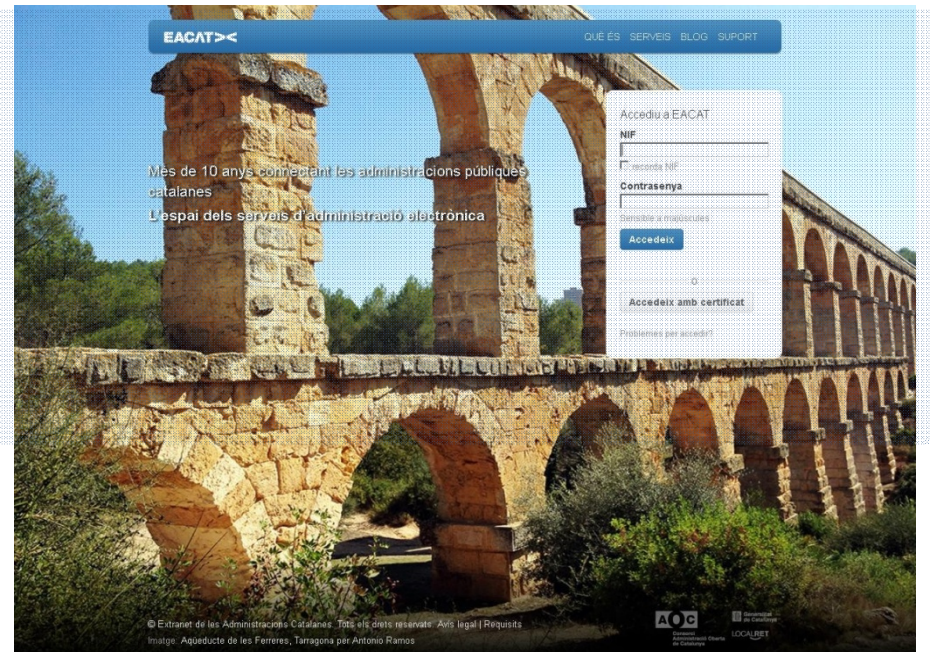 EACAT
QUÈ ÉS SERVEIS BLOG SUPORT
Més de 10 anys connectant les administracions públiques
catalanes
L'espai dels serveis d'administració electrònica
Accediu a EACAT
NIF
recorda NIF
Contrasenya
Sensible a majúscules
Accedeix
O
Accedeix amb certificat
Problemes per accedir?
© Extranet de les Administracions Catalanes. Tots els drets reservats. Avís legal | Requisits
Imatge: Aqüeducte de les Ferreres, Tarragona per Antonio Ramos
AOC
Consorci
Administració Oberta
de Catalunya
Generalitat
de Catalunya
LOCALRET